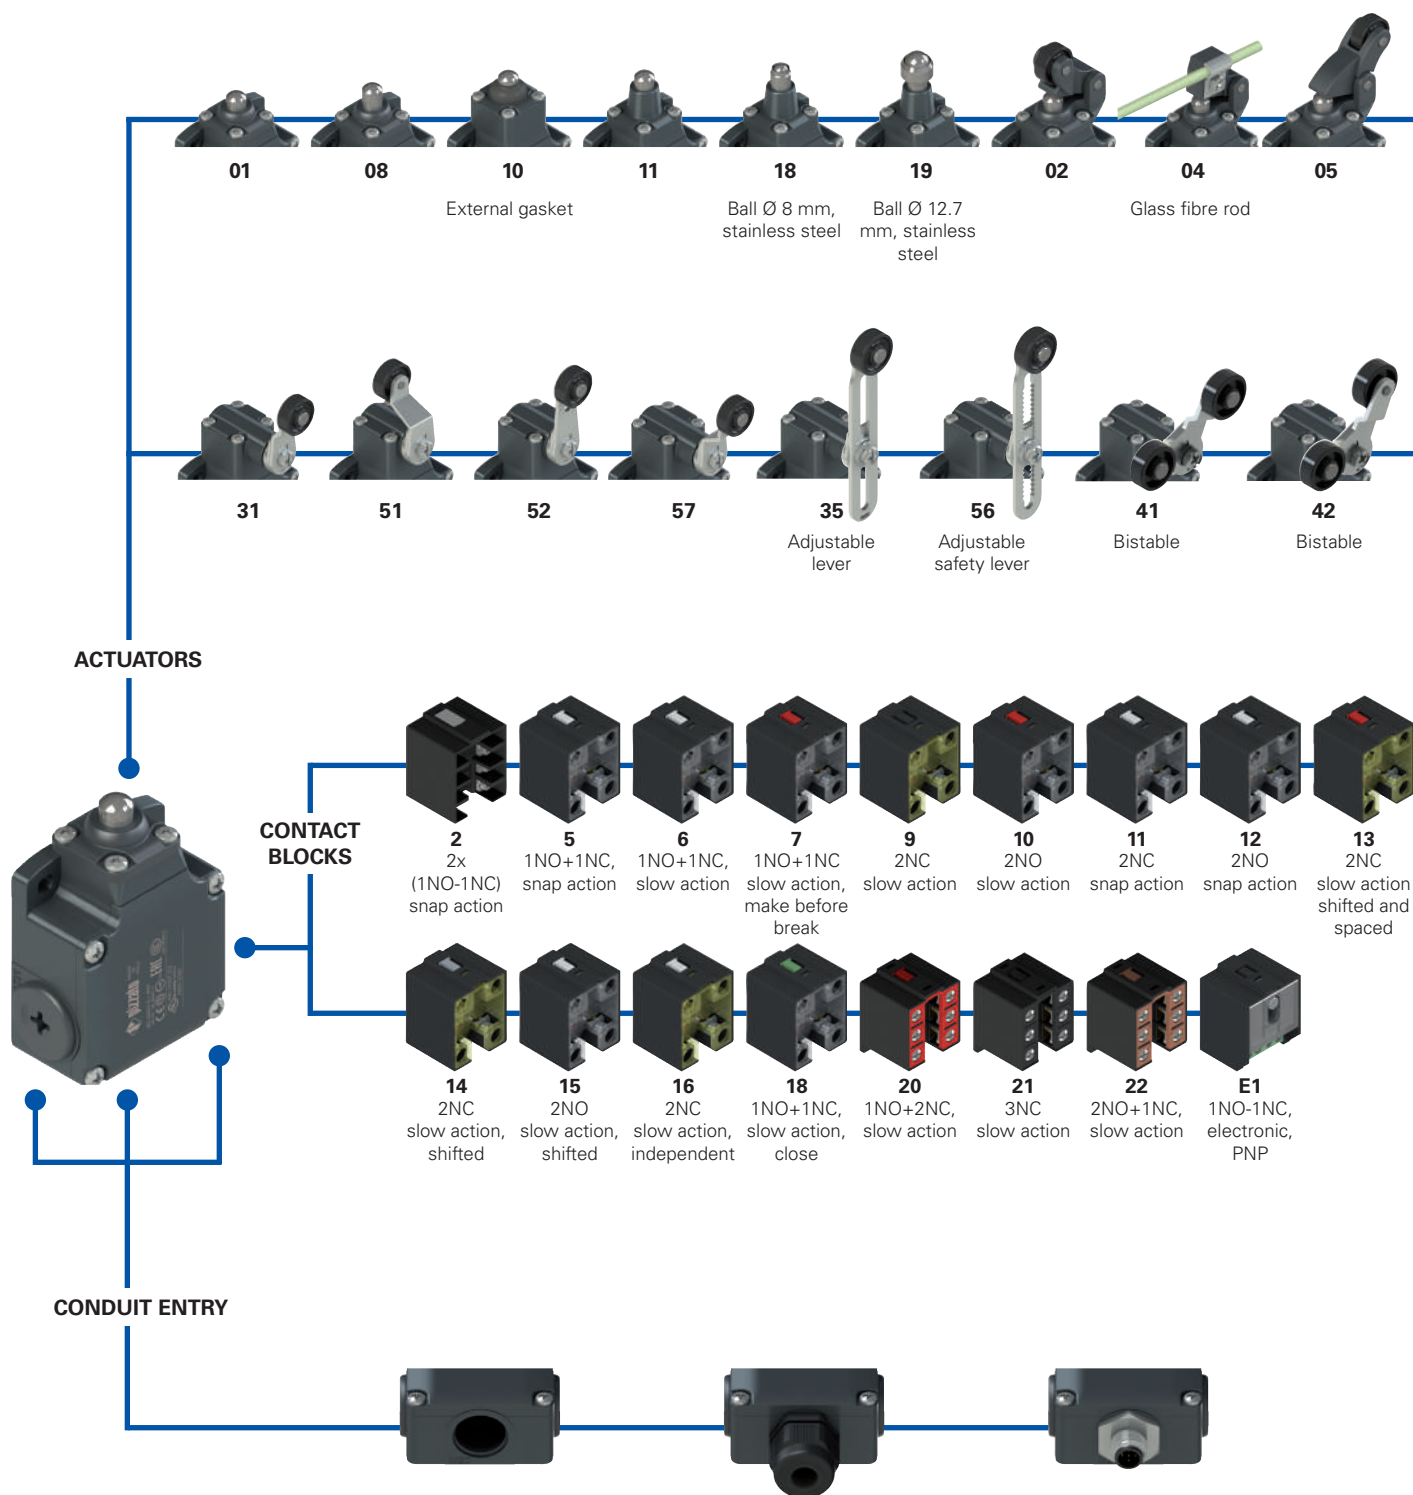 01
08
10
11
18
19
02
04
05
External gasket
Ball Ø 8 mm,
stainless steel
Ball Ø 12.7
mm, stainless
steel
Glass fibre rod
31
51
52
57
35
56
41
42
Adjustable
lever
Adjustable
safety lever
Bistable
Bistable
ACTUATORS
CONTACT
BLOCKS
2
2x
(1NO-1NC)
snap action
5
1NO+1NC,
snap action
6
1NO+1NC,
slow action
7
1NO+1NC
slow action,
make before
break
9
2NC
slow action
10
2NO
slow action
11
2NC
snap action
12
2NO
snap action
13
2NC
slow action
shifted and
spaced
pizzato
14
2NC
slow action,
shifted
15
2NO
slow action,
shifted
16
2NC
slow action,
independent
18
1NO+1NC,
slow action,
close
20
1NO+2NC,
slow action
21
3NC
slow action
22
2NO+1NC,
slow action
E1
1NO-1NC,
electronic,
PNP
CONDUIT ENTRY